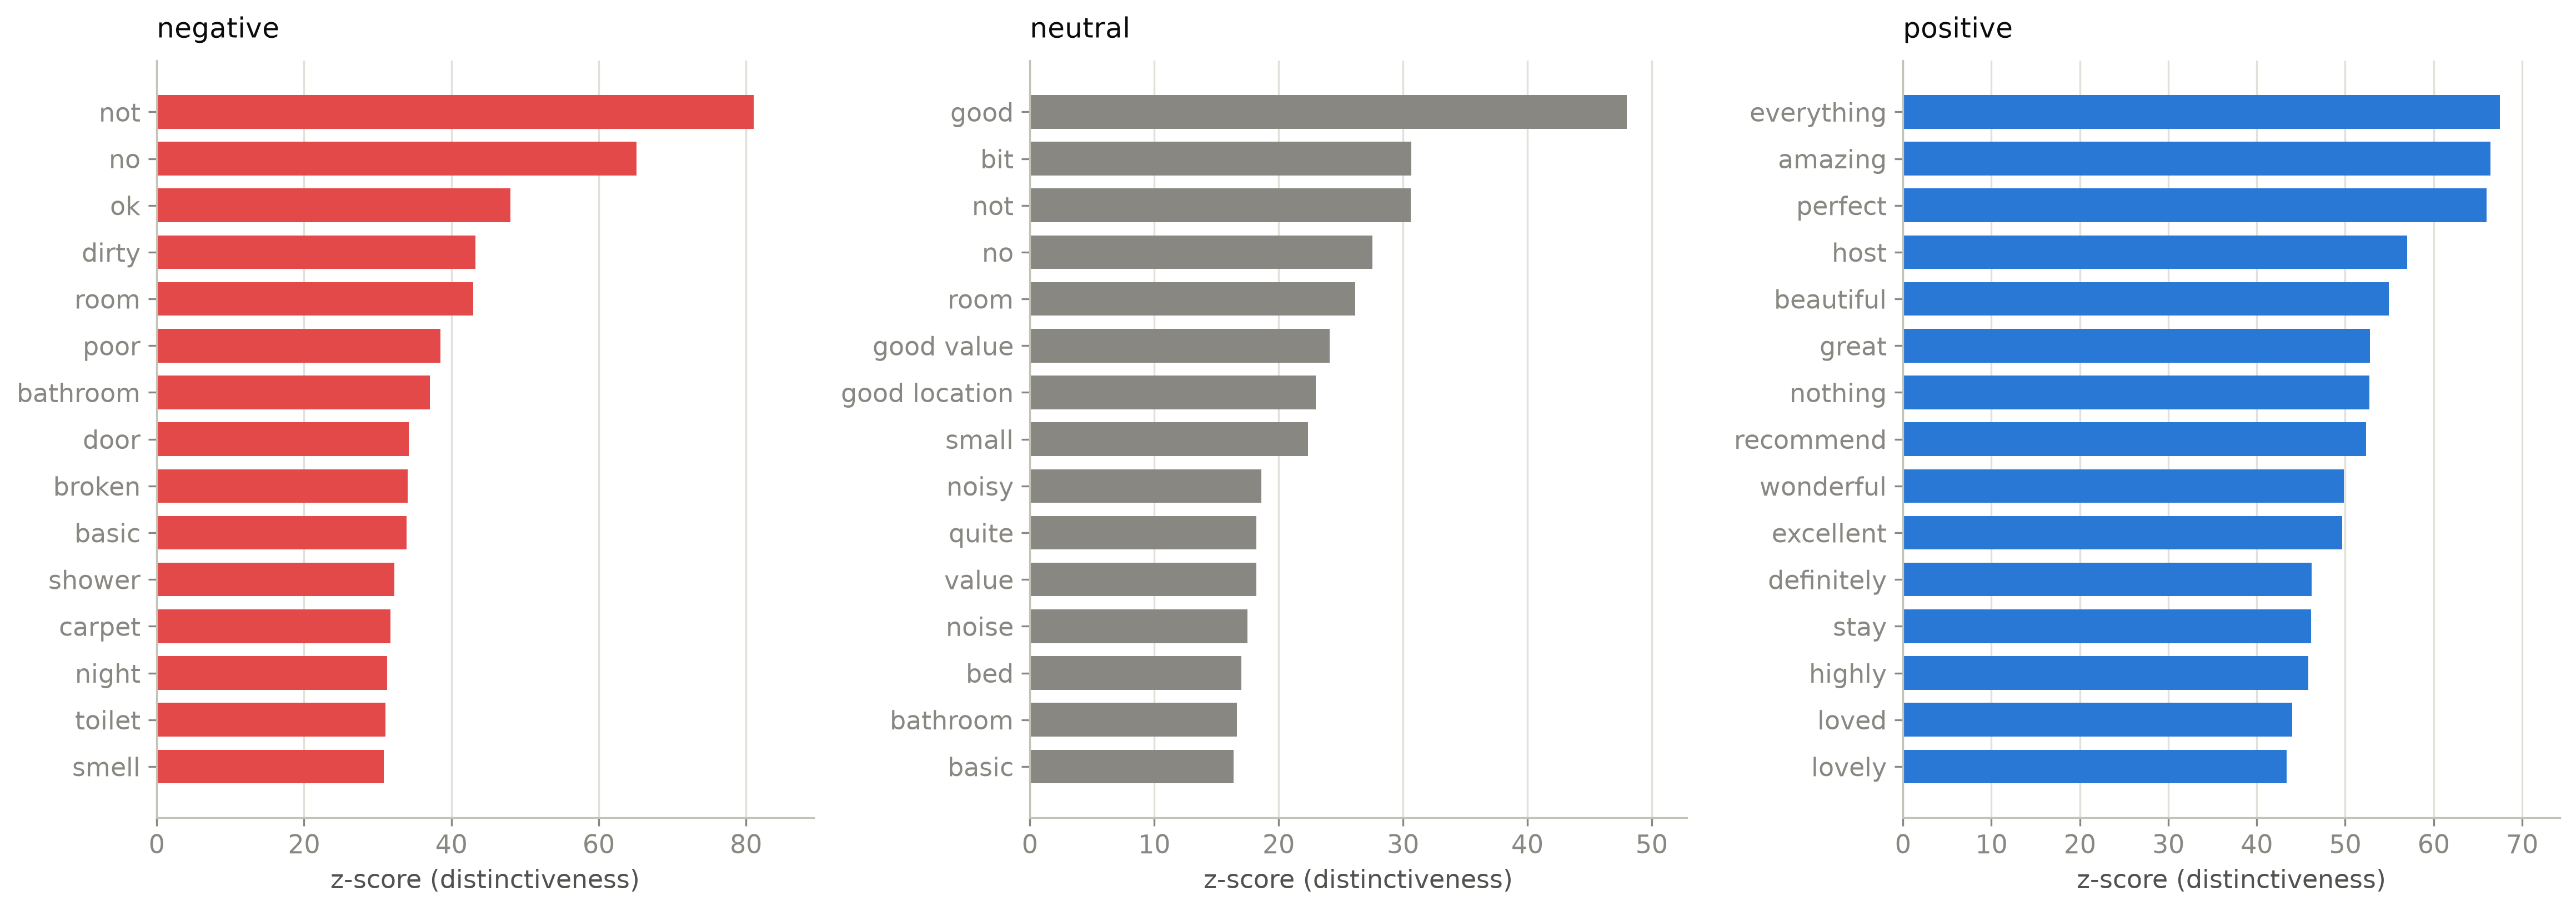 negative
not
no
ok
dirty
room
poor
bathroom
door
broken
basic
shower
carpet
night
toilet
smell
0 20 40 60 80
z-score (distinctiveness)
neutral
good
bit
not
no
room
good value
good location
small
noisy
quite
value
noise
bed
bathroom
basic
0 10 20 30 40 50
z-score (distinctiveness)
positive
everything
amazing
perfect
host
beautiful
great
nothing
recommend
wonderful
excellent
definitely
stay
highly
loved
lovely
0 10 20 30 40 50 60 70
z-score (distinctiveness)